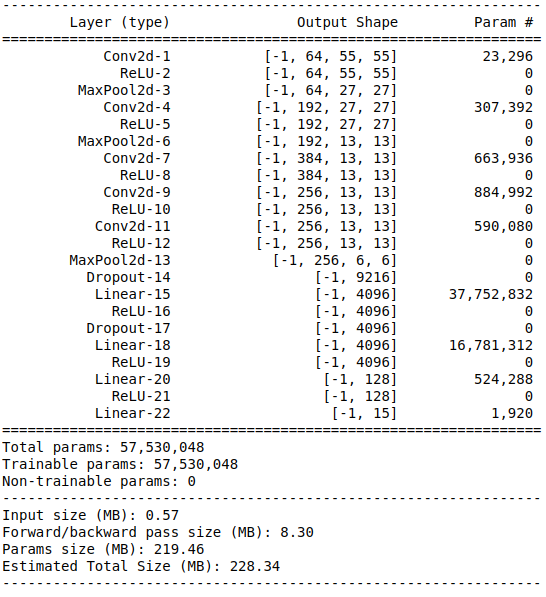 ----------------------------------------------------------------
        Layer (type)               Output Shape         Param #
================================================================
            Conv2d-1           [-1, 64, 55, 55]          23,296
              ReLU-2           [-1, 64, 55, 55]               0
         MaxPool2d-3           [-1, 64, 27, 27]               0
            Conv2d-4          [-1, 192, 27, 27]         307,392
              ReLU-5          [-1, 192, 27, 27]               0
         MaxPool2d-6          [-1, 192, 13, 13]               0
            Conv2d-7          [-1, 384, 13, 13]         663,936
              ReLU-8          [-1, 384, 13, 13]               0
            Conv2d-9          [-1, 256, 13, 13]         884,992
             ReLU-10          [-1, 256, 13, 13]               0
           Conv2d-11          [-1, 256, 13, 13]         590,080
             ReLU-12          [-1, 256, 13, 13]               0
        MaxPool2d-13            [-1, 256, 6, 6]               0
          Dropout-14                 [-1, 9216]               0
           Linear-15                 [-1, 4096]      37,752,832
             ReLU-16                 [-1, 4096]               0
          Dropout-17                 [-1, 4096]               0
           Linear-18                 [-1, 4096]      16,781,312
             ReLU-19                 [-1, 4096]               0
           Linear-20                  [-1, 128]         524,288
             ReLU-21                  [-1, 128]               0
           Linear-22                   [-1, 15]           1,920
================================================================
Total params: 57,530,048
Trainable params: 57,530,048
Non-trainable params: 0
----------------------------------------------------------------
Input size (MB): 0.57
Forward/backward pass size (MB): 8.30
Params size (MB): 219.46
Estimated Total Size (MB): 228.34
----------------------------------------------------------------